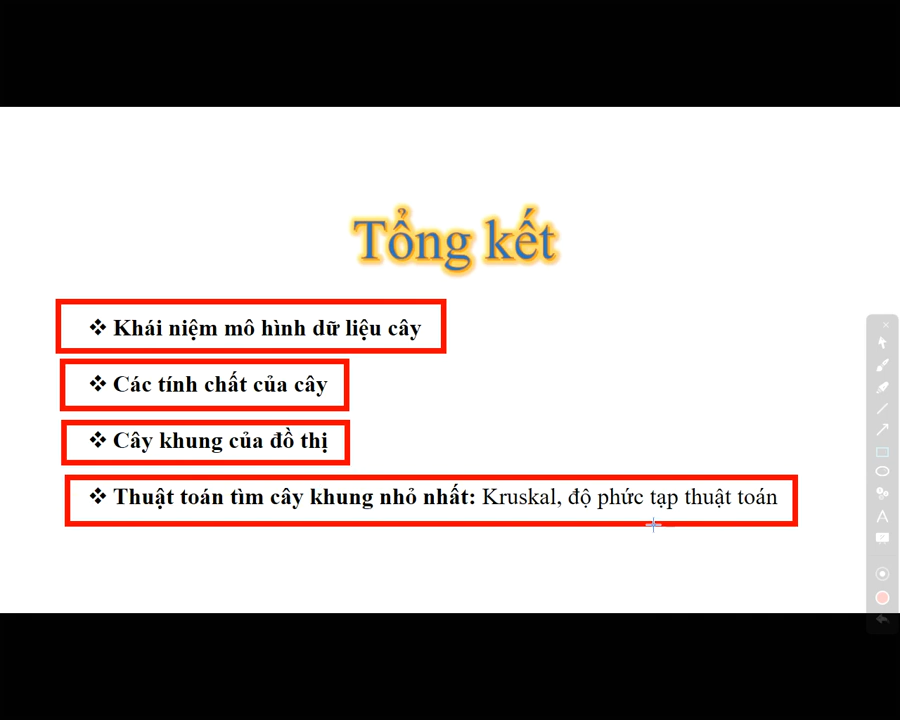 Tổng kết
❖ Khái niệm mô hình dữ liệu cây
❖ Các tính chất của cây
❖ Cây khung của đồ thị
❖ Thuật toán tìm cây khung nhỏ nhất: Kruskal, độ phức tạp thuật toán